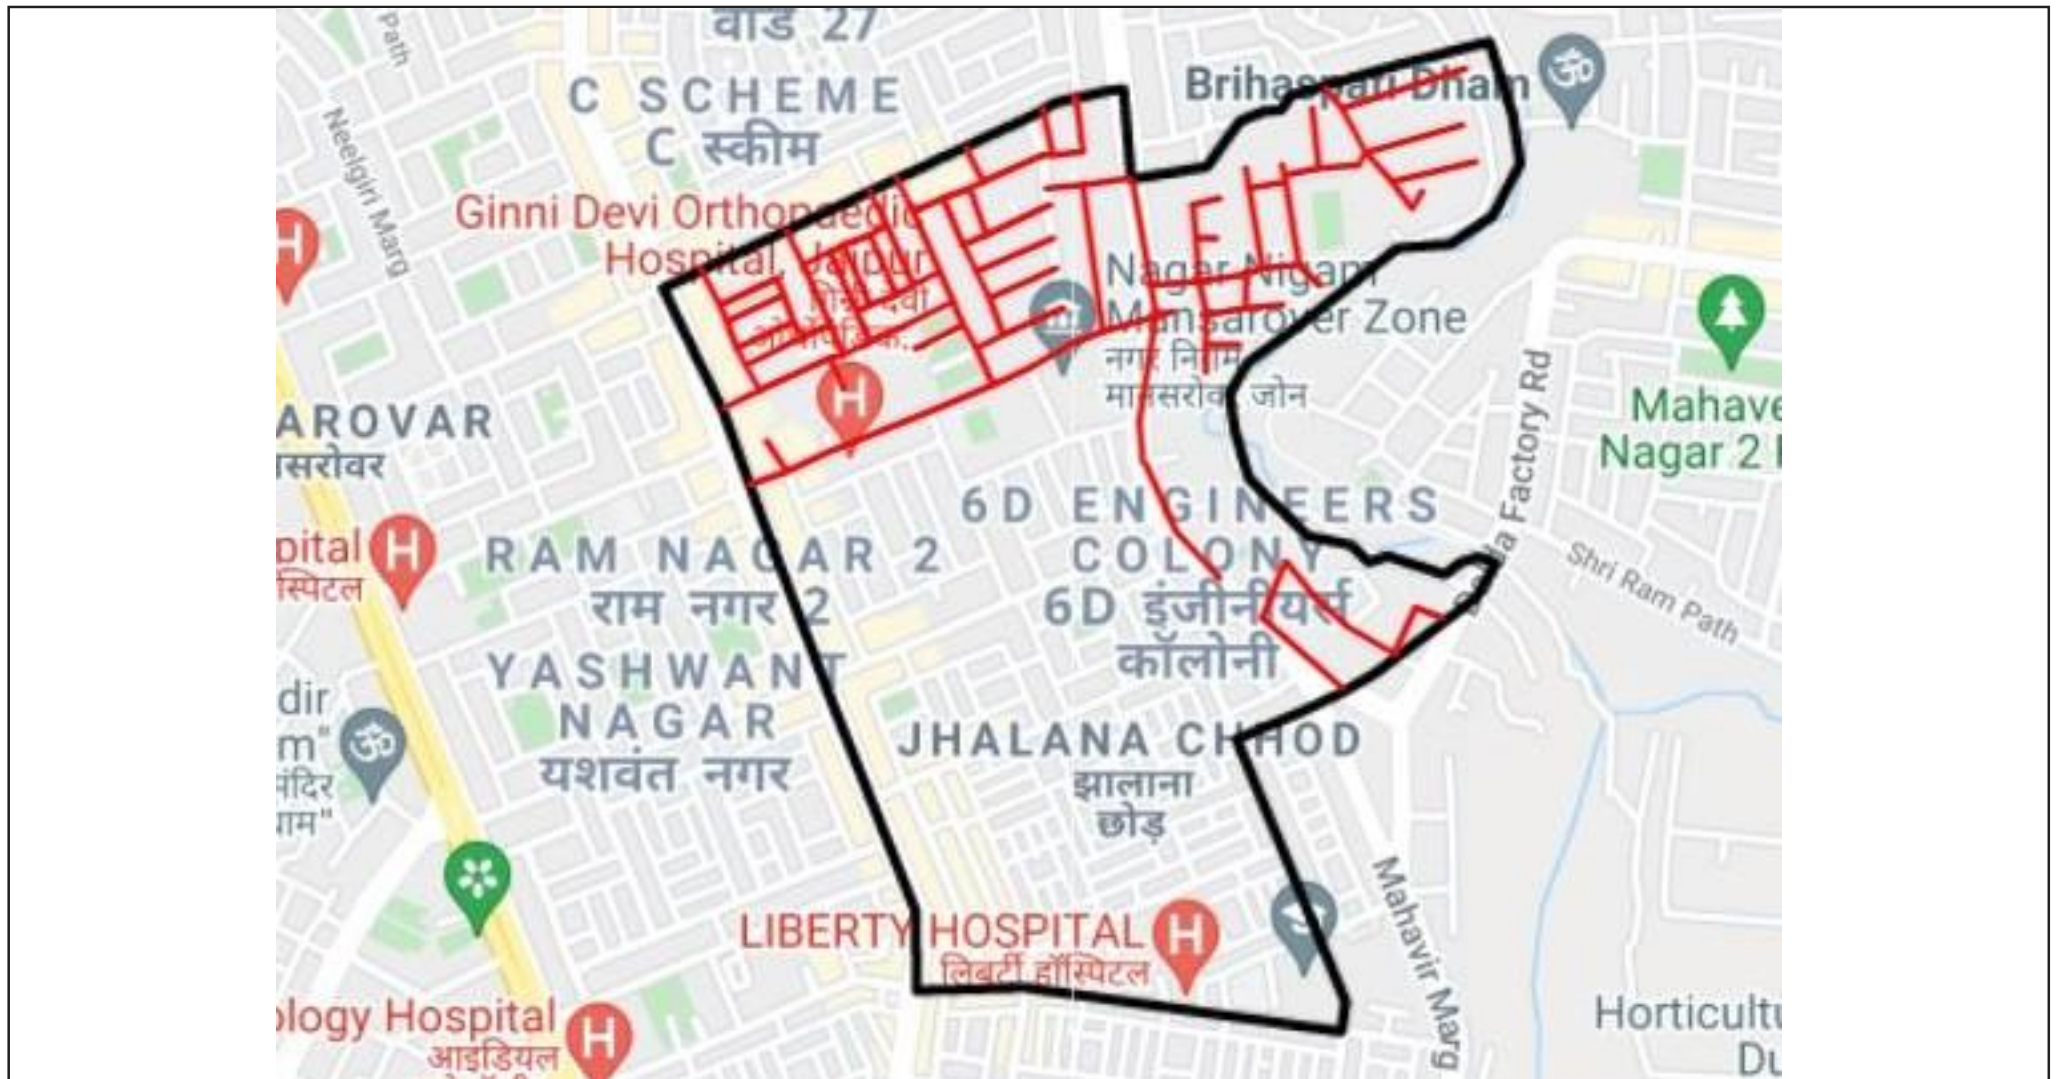 वार्ड 27
Path
C SCHEME
C स्कीम
Neelgiri Marg
Brihaspati Dham
Ginni Devi Orthopaedic
Hospital, Jaipur
गिन्नी देवी
Nagar Nigam
Mansarover Zone
नगर निगम
मानसरोवर जोन
AROVAR
नसरोवर
Mahave
Nagar 2
Factory Rd
6D ENGINEERS
COLONY
6D इंजीनीयर्स
कॉलोनी
pital
स्पिटल
RAM NAGAR 2
राम नगर 2
Shri Ram Path
YASHWANT
NAGAR
यशवंत नगर
dir
m"
मंदिर
JHALANA CHHOD
झालाना
छोड़
LIBERTY HOSPITAL
लिबर्टी हॉस्पिटल
Mahavir Marg
ology Hospital
आइडियल
Horticultu
Du